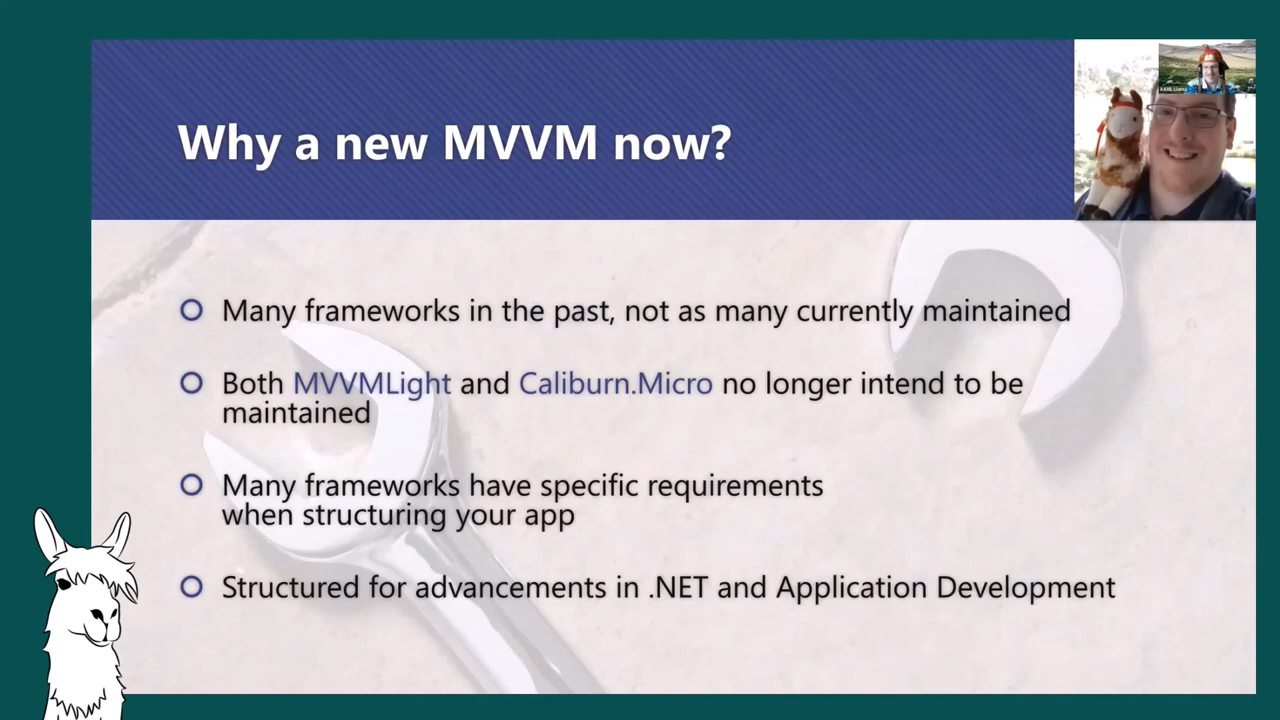 Why a new MVVM now?
XAML Llama
Many frameworks in the past, not as many currently maintained
Both MVVMLight and Caliburn.Micro no longer intend to be
maintained
Many frameworks have specific requirements
when structuring your app
Structured for advancements in .NET and Application Development